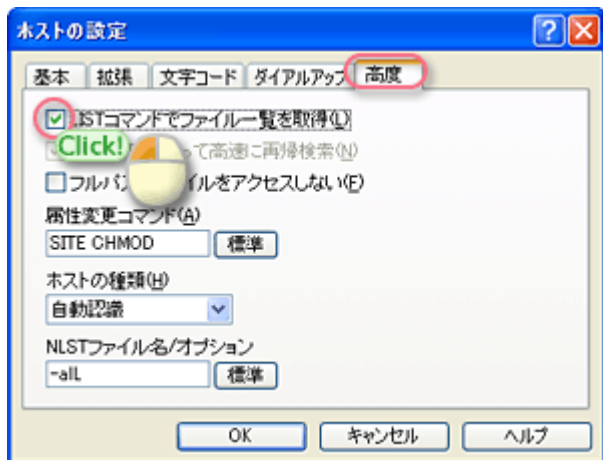 ホストの設定
基本 拡張 文字コード ダイアルアップ 高度
LISTコマンドでファイル一覧を取得(L)
Click!
って高速に再帰検索(N)
フルパス イルをアクセスしない(F)
属性変更コマンド(A)
SITE CHMOD 標準
ホストの種類(H)
自動認識
NLSTファイル名/オプション
-alL 標準
OK キャンセル ヘルプ